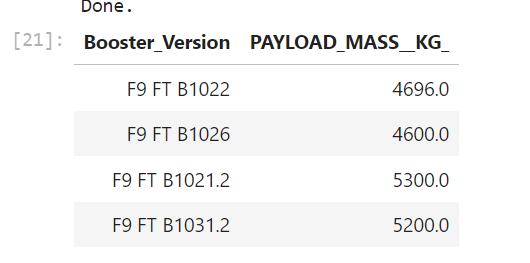 Done.
[21]: Booster_Version PAYLOAD_MASS__KG_
F9 FT B1022 4696.0
F9 FT B1026 4600.0
F9 FT B1021.2 5300.0
F9 FT B1031.2 5200.0